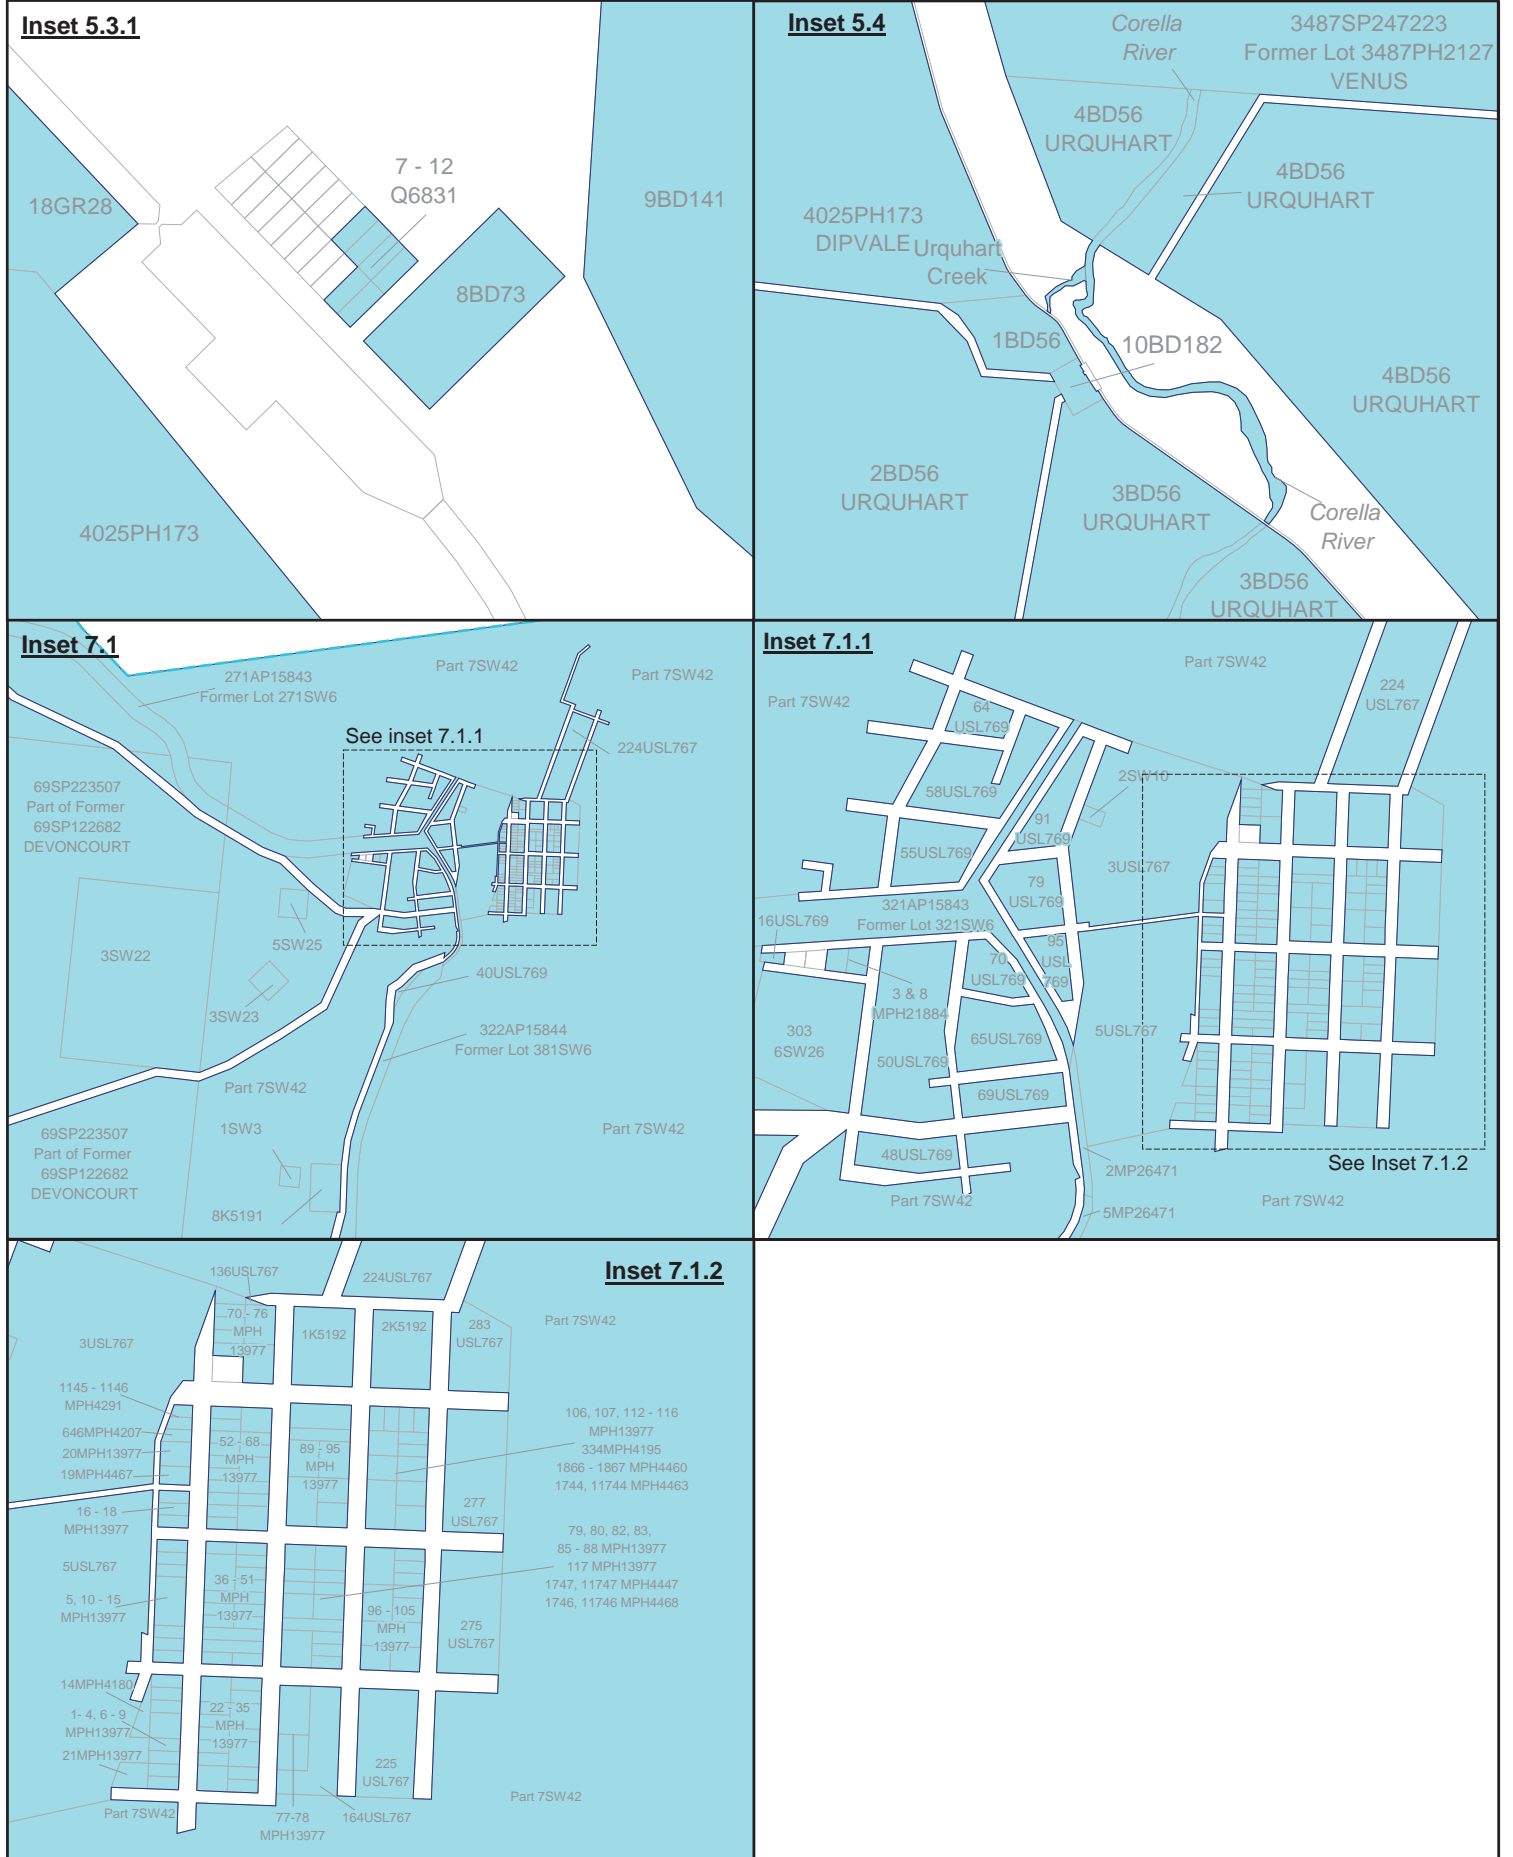 Inset 5.3.1
7 - 12
Q6831
18GR28
9BD141
8BD73
4025PH173
Inset 5.4
Corella
River
3487SP247223
Former Lot 3487PH2127
VENUS
4BD56
URQUHART
4BD56
URQUHART
4025PH173
DIPVALE
Urquhart
Creek
1BD56
10BD182
4BD56
URQUHART
2BD56
URQUHART
3BD56
URQUHART
Corella
River
3BD56
URQUHART
Inset 7.1
271AP15843
Former Lot 271SW6
Part 7SW42
Part 7SW42
See inset 7.1.1
224USL767
69SP223507
Part of Former
69SP122682
DEVONCOURT
5SW25
3SW22
3SW23
40USL769
322AP15844
Former Lot 381SW6
Part 7SW42
1SW3
Part 7SW42
69SP223507
Part of Former
69SP122682
DEVONCOURT
8K5191
Inset 7.1.1
Part 7SW42
Part 7SW42
224
USL767
64
USL769
2SW10
58USL769
91
USL769
55USL769
3USL767
79
USL769
321AP15843
Former Lot 321SW6
16USL769
95
USL
769
70
USL769
3 & 8
MPH21884
303
6SW26
65USL769
5USL767
50USL769
69USL769
48USL769
See Inset 7.1.2
2MP26471
Part 7SW42
Part 7SW42
5MP26471
Inset 7.1.2
136USL767
224USL767
70 - 76
MPH
13977
1K5192
2K5192
283
USL767
Part 7SW42
3USL767
1145 - 1146
MPH4291
646MPH4207
20MPH13977
19MPH4467
52 - 68
MPH
13977
89 - 95
MPH
13977
106, 107, 112 - 116
MPH13977
334MPH4195
1866 - 1867 MPH4460
1744, 11744 MPH4463
16 - 18
MPH13977
277
USL767
79, 80, 82, 83,
85 - 88 MPH13977
117 MPH13977
1747, 11747 MPH4447
1746, 11746 MPH4468
5USL767
5, 10 - 15
MPH13977
36 - 51
MPH
13977
96 - 105
MPH
13977
275
USL767
14MPH4180
1- 4, 6 - 9
MPH13977
21MPH13977
22 - 35
MPH
13977
225
USL767
Part 7SW42
Part 7SW42
77-78
MPH13977
164USL767